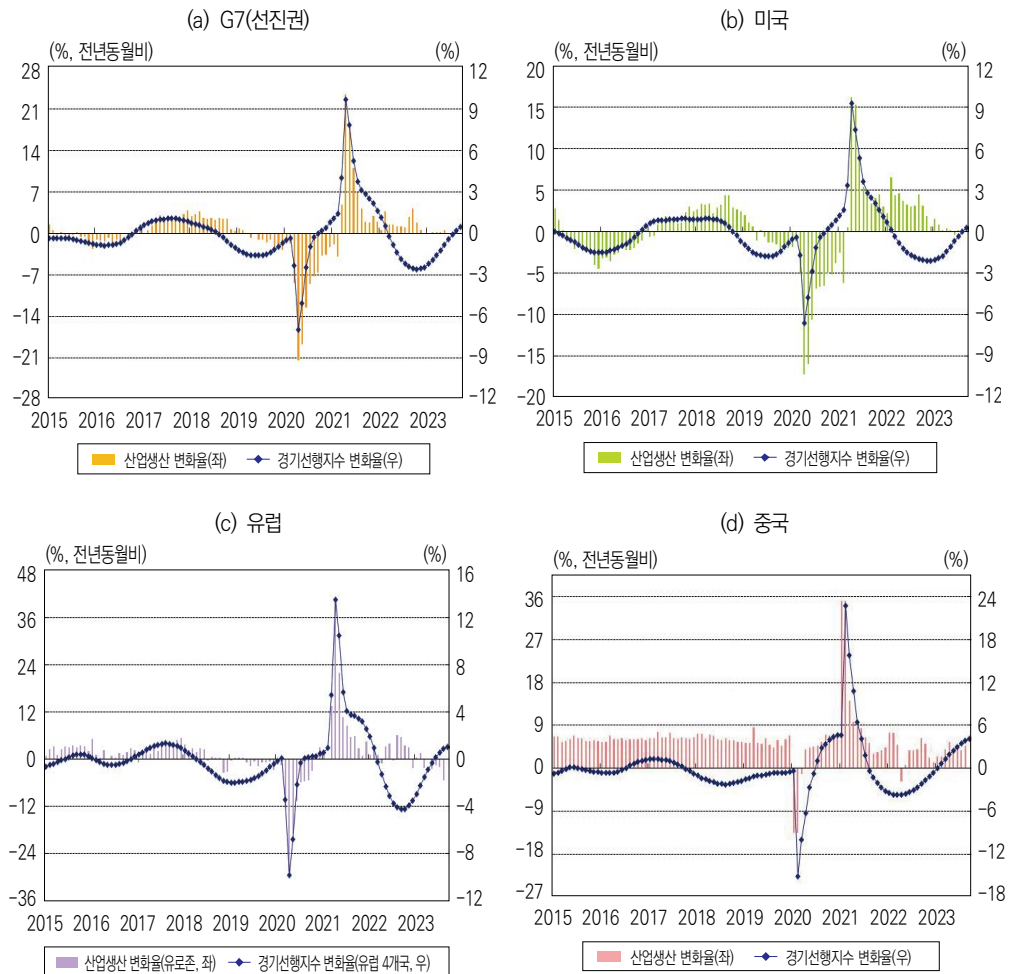 (a) G7(선진권)
(%, 전년동월비) (%)
28 12
21 9
14 6
7 3
0 0
-7 -3
-14 -6
-21 -9
-28 -12
2015 2016 2017 2018 2019 2020 2021 2022 2023
산업생산 변화율(좌) 경기선행지수 변화율(우)
(b) 미국
(%, 전년동월비) (%)
20 12
15 9
10 6
5 3
0 0
-5 -3
-10 -6
-15 -9
-20 -12
2015 2016 2017 2018 2019 2020 2021 2022 2023
산업생산 변화율(좌) 경기선행지수 변화율(우)
(c) 유럽
(%, 전년동월비) (%)
48 16
36 12
24 8
12 4
0 0
-12 -4
-24 -8
-36 -12
2015 2016 2017 2018 2019 2020 2021 2022 2023
산업생산 변화율(유로존, 좌) 경기선행지수 변화율(유럽 4개국, 우)
(d) 중국
(%, 전년동월비) (%)
36 24
27 18
18 12
9 6
0 0
-9 -6
-18 -12
-27 -18
2015 2016 2017 2018 2019 2020 2021 2022 2023
산업생산 변화율(좌) 경기선행지수 변화율(우)